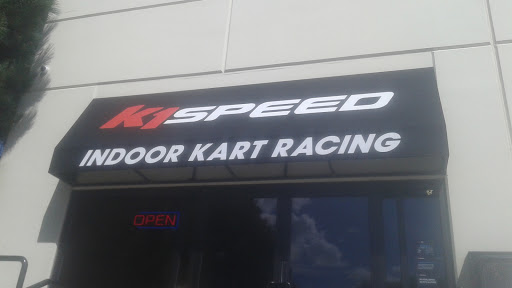 K1SPEED
INDOOR KART RACING
OPEN